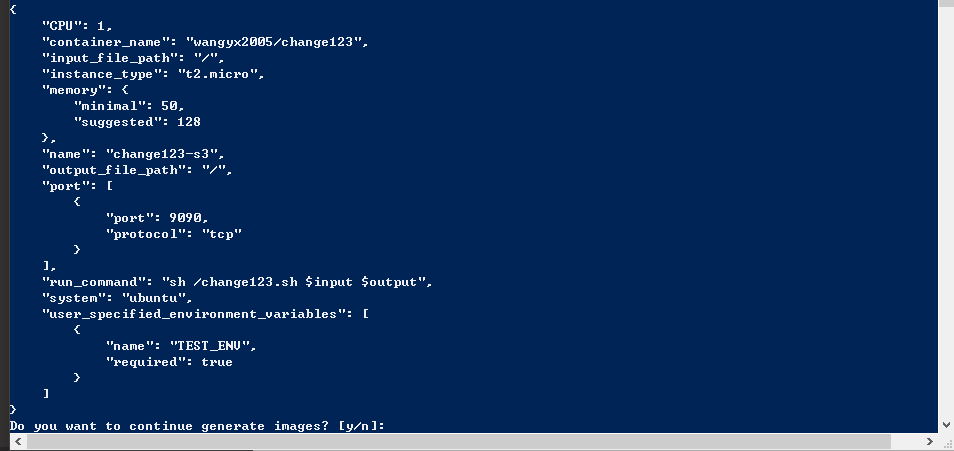 {
    "CPU": 1,
    "container_name": "wangyx2005/change123",
    "input_file_path": "/",
    "instance_type": "t2.micro",
    "memory": {
        "minimal": 50,
        "suggested": 128
    },
    "name": "change123-s3",
    "output_file_path": "/",
    "port": [
        {
            "port": 9090,
            "protocol": "tcp"
        }
    ],
    "run_command": "sh /change123.sh $input $output",
    "system": "ubuntu",
    "user_specified_environment_variables": [
        {
            "name": "TEST_ENV",
            "required": true
        }
    ]
}
Do you want to continue generate images? [y/n]: